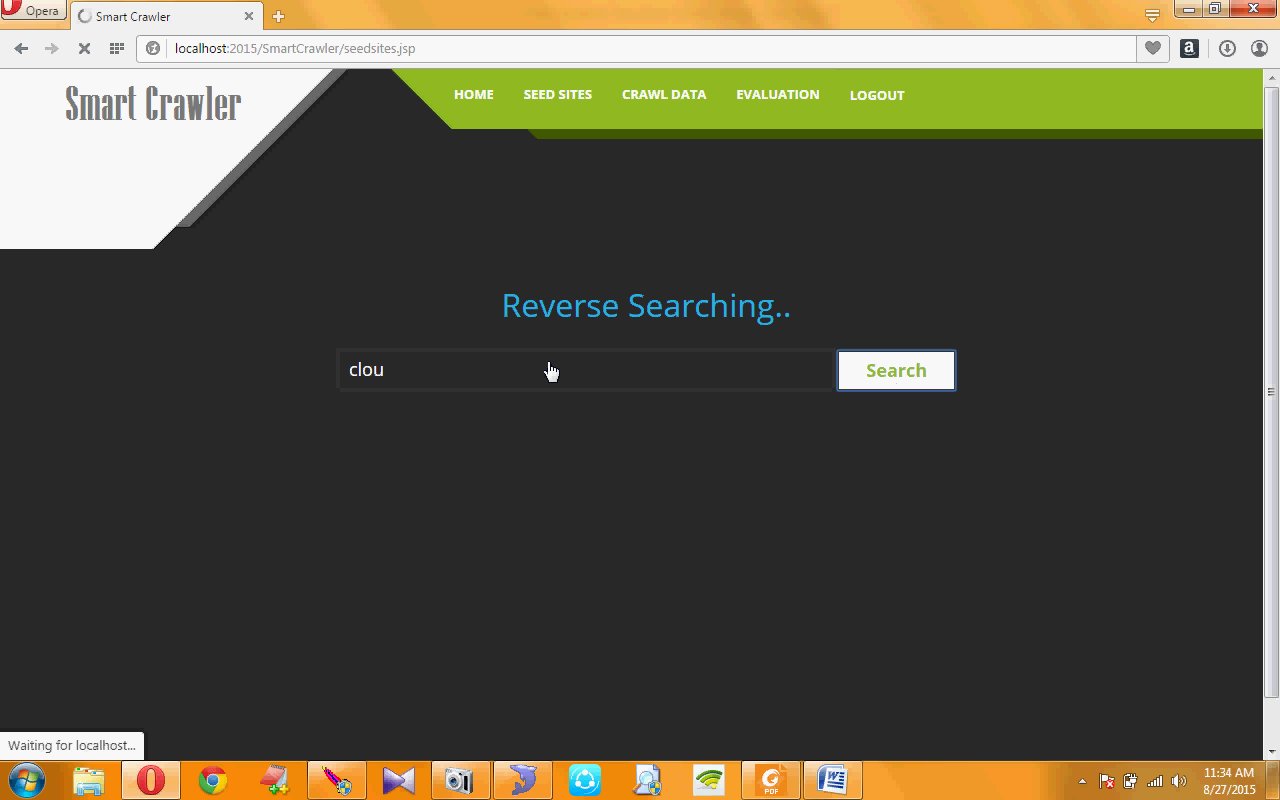 Opera
Smart Crawler
localhost:2015/SmartCrawler/seedsites.jsp
a
Smart Crawler
HOME
SEED SITES
CRAWL DATA
EVALUATION
LOGOUT
Reverse Searching..
clou
Search
Waiting for localhost...
PDF
W
11:34 AM
8/27/2015